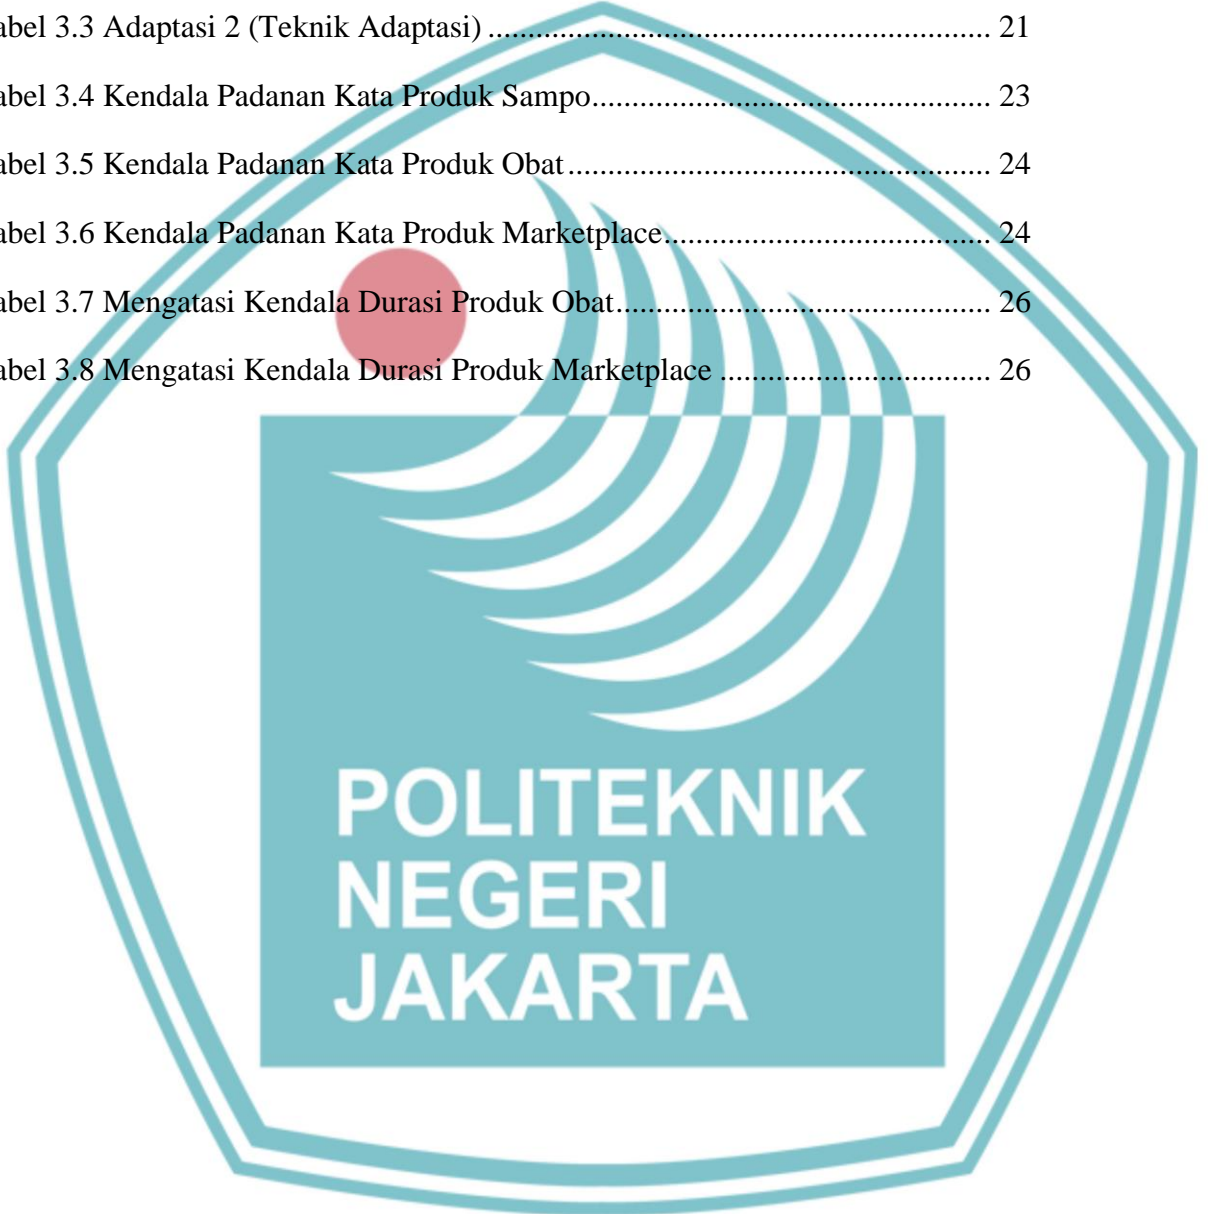 abel 3.3 Adaptasi 2 (Teknik Adaptasi) ................................................................... 21
abel 3.4 Kendala Padanan Kata Produk Sampo..................................................... 23
abel 3.5 Kendala Padanan Kata Produk Obat ........................................................ 24
abel 3.6 Kendala Padanan Kata Produk Marketplace........................................... 24
abel 3.7 Mengatasi Kendala Durasi Produk Obat.................................................. 26
abel 3.8 Mengatasi Kendala Durasi Produk Marketplace .................................... 26
POLITEKNIK
NEGERI
JAKARTA